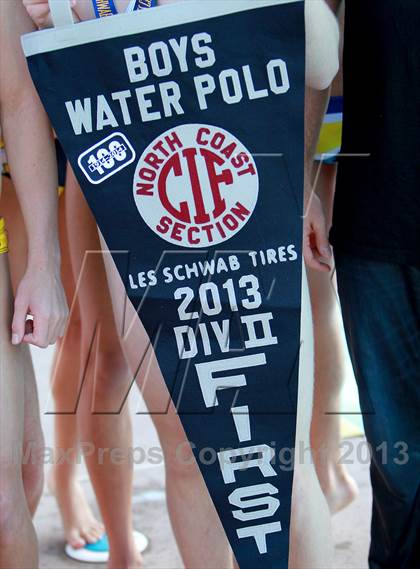 BOYS
WATER POLO
100
NORTH COAST
CIF
SECTION
LES SCHWAB TIRES
2013
DIV II
FIRST
MaxPreps Copyright 2013